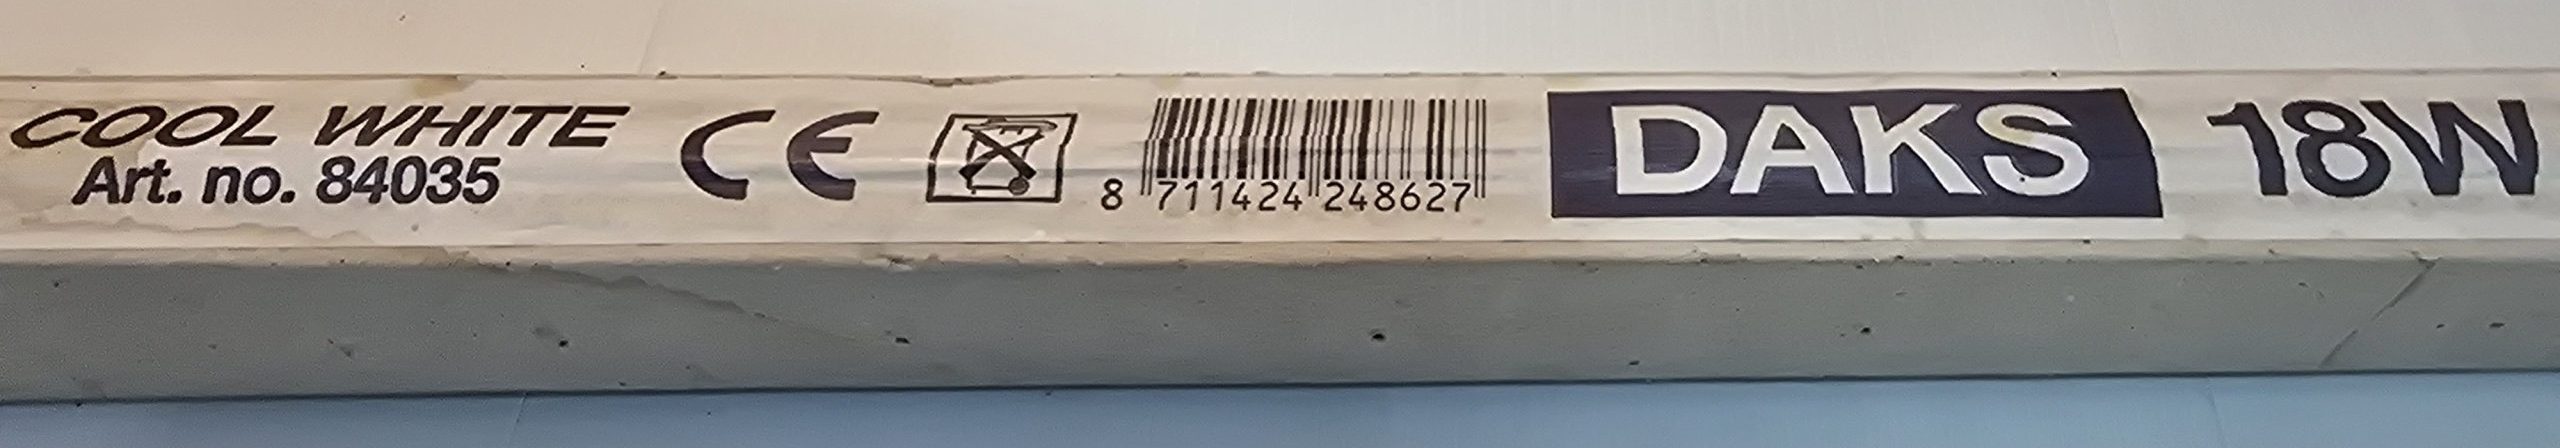 COOL WHITE
Art. no. 84035
CE
8 711424 248627
DAKS 18W